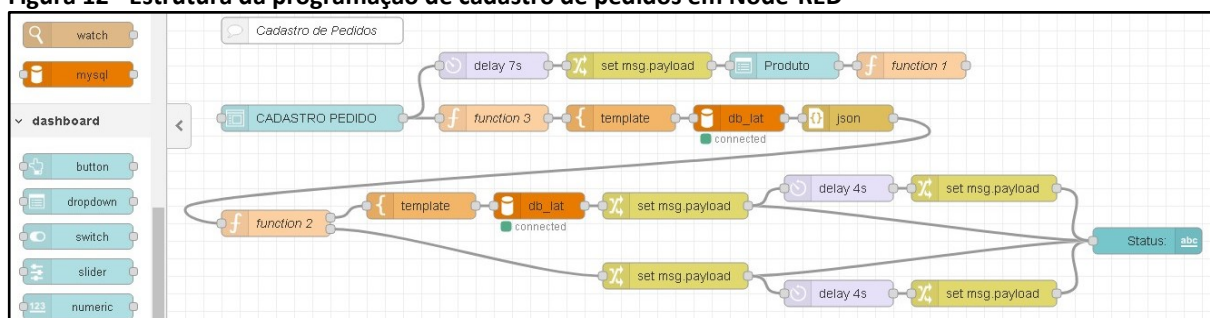 Figura 12 - Estrutura da programação de cadastro de pedidos em Node-RED
watch
mysql
dashboard
button
dropdown
switch
slider
numeric
123
Cadastro de Pedidos
delay 7s
set msg.payload
Produto
function 1
CADASTRO PEDIDO
function 3
template
db_lat
connected
json
function 2
template
db_lat
connected
set msg.payload
delay 4s
set msg.payload
Status:
abc
set msg.payload
delay 4s
set msg.payload